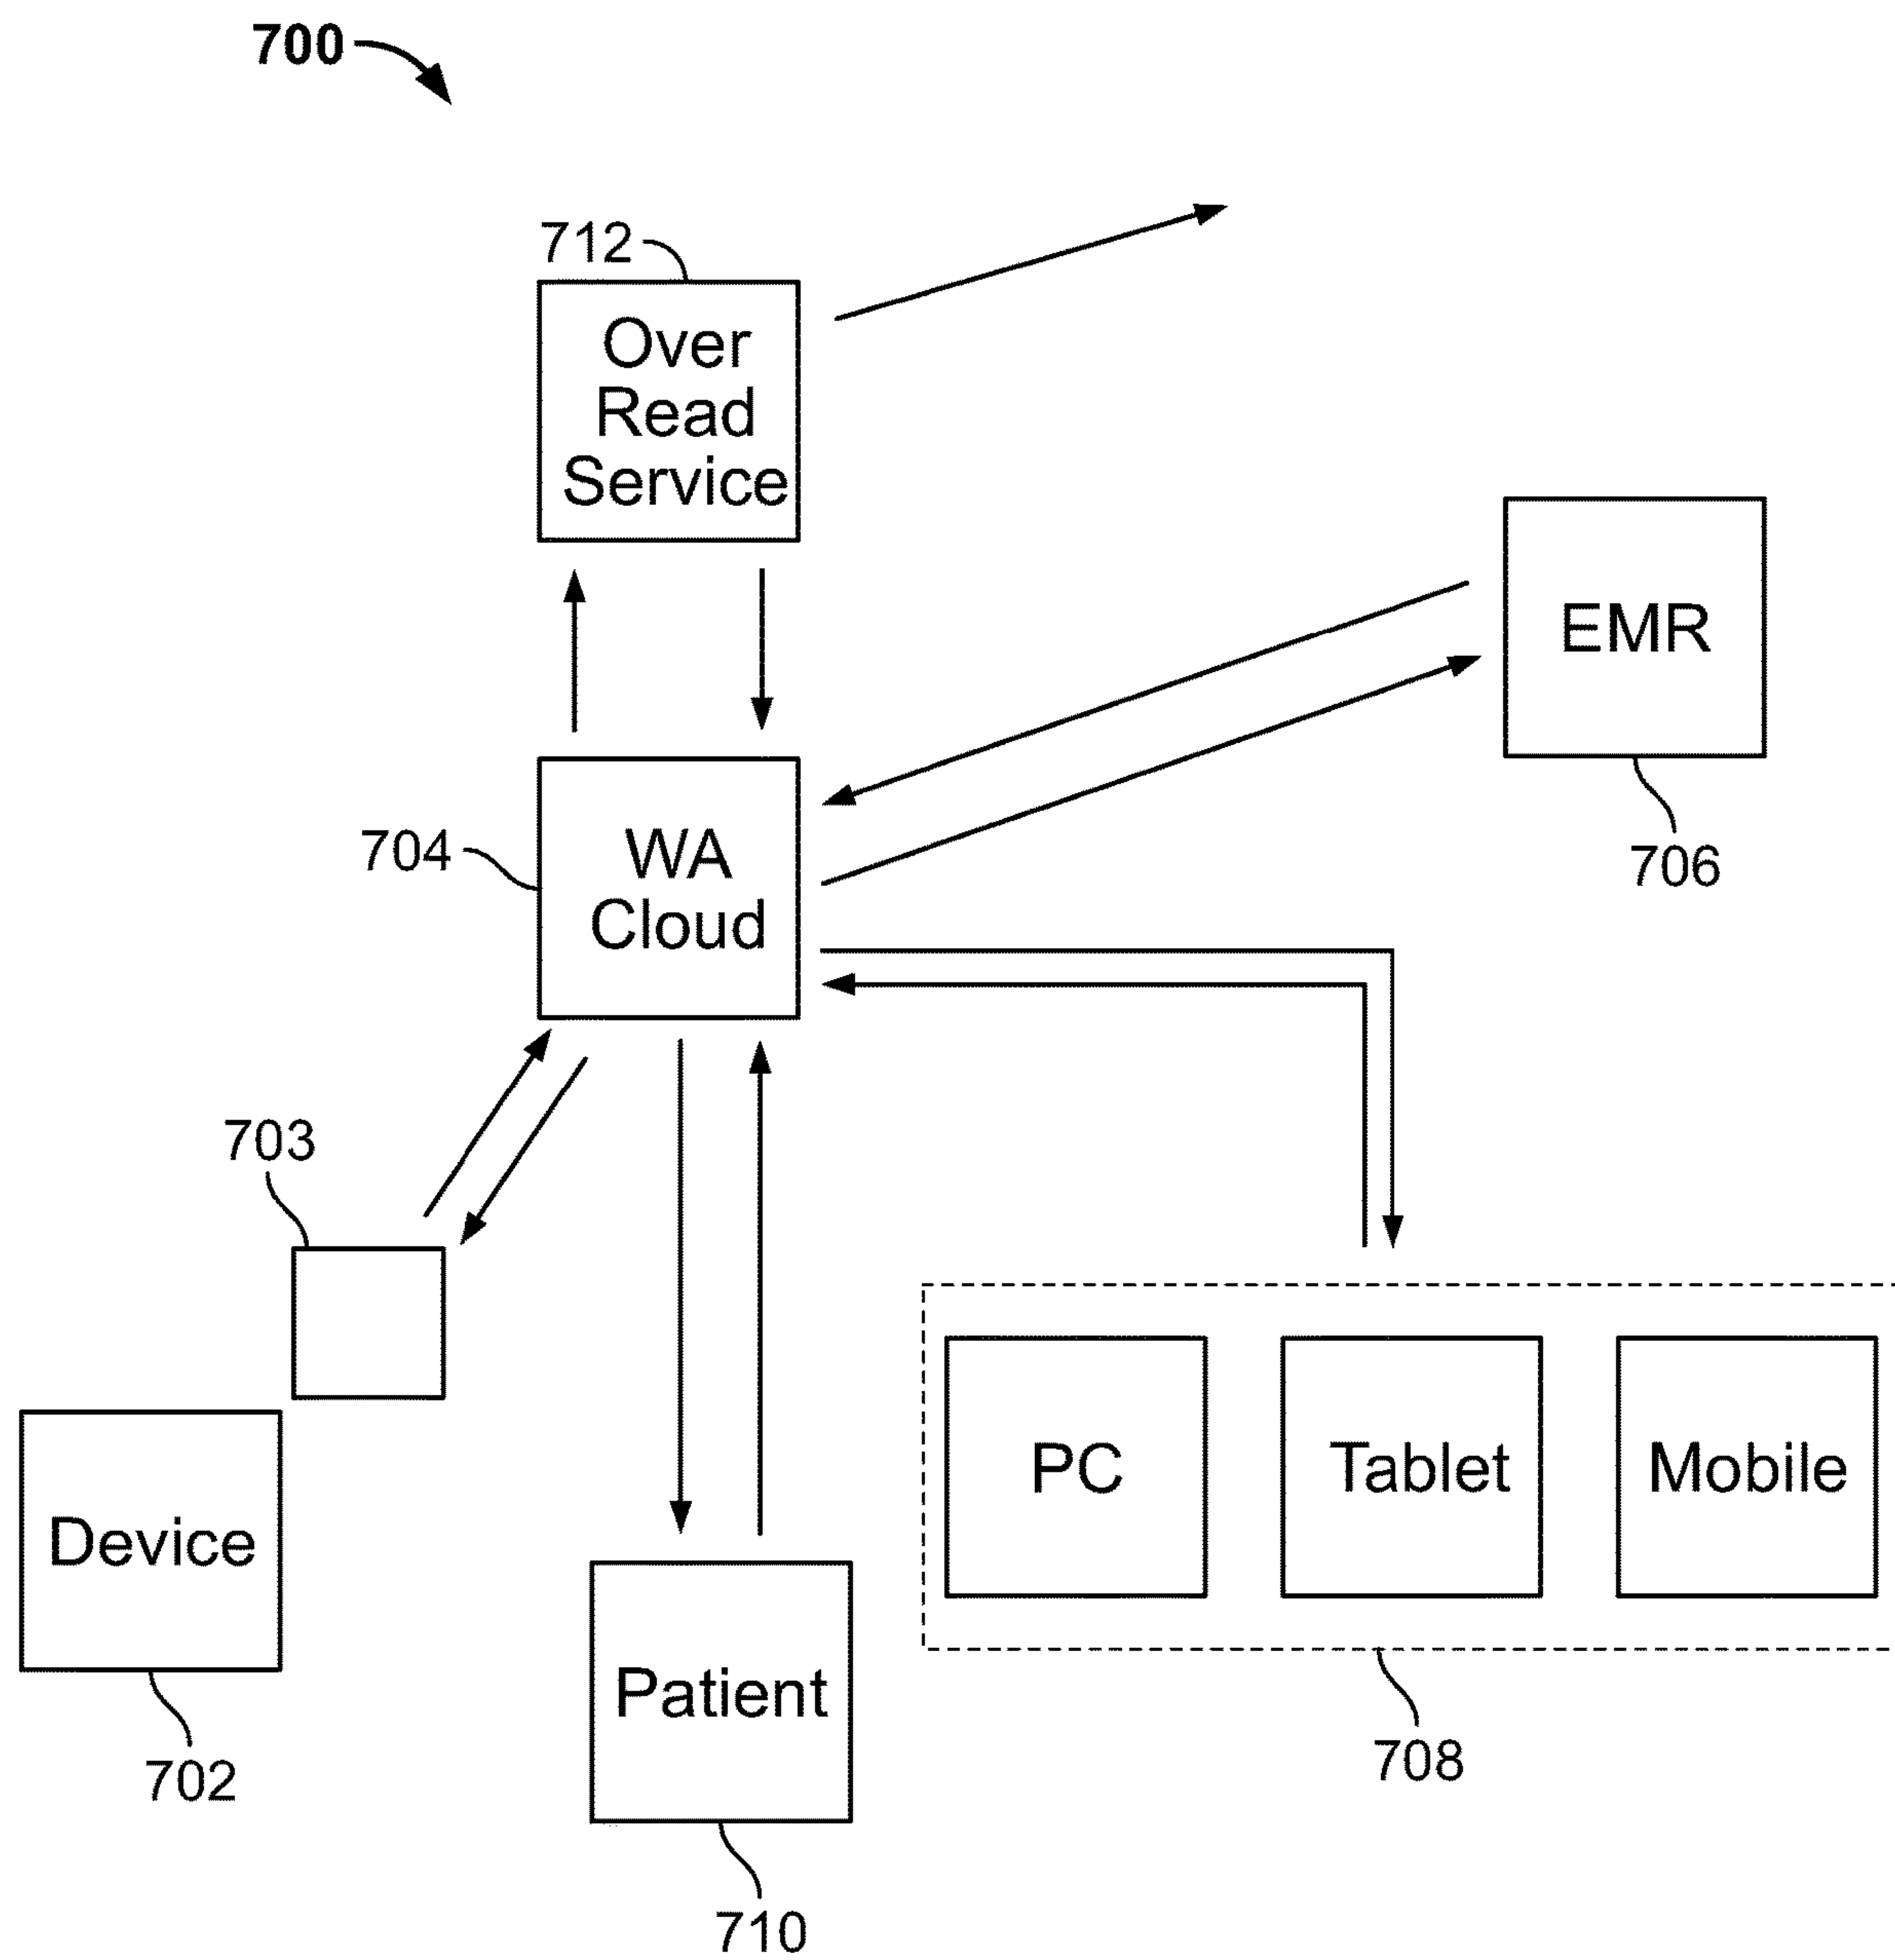 700
712
Over
Read
Service
EMR
706
704
WA
Cloud
703
PC
Tablet
Mobile
Device
Patient
708
702
710